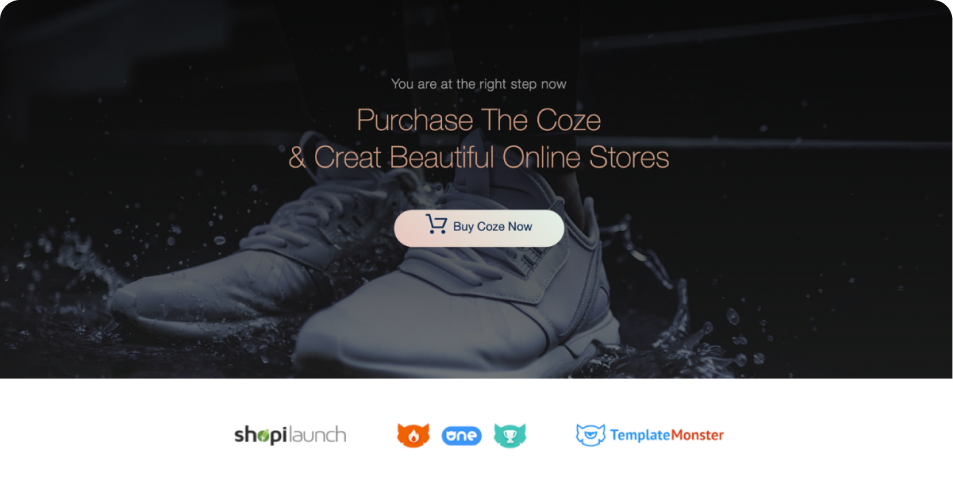 You are at the right step now
Purchase The Coze
& Creat Beautiful Online Stores
Buy Coze Now
shopilaunch
one
TemplateMonster